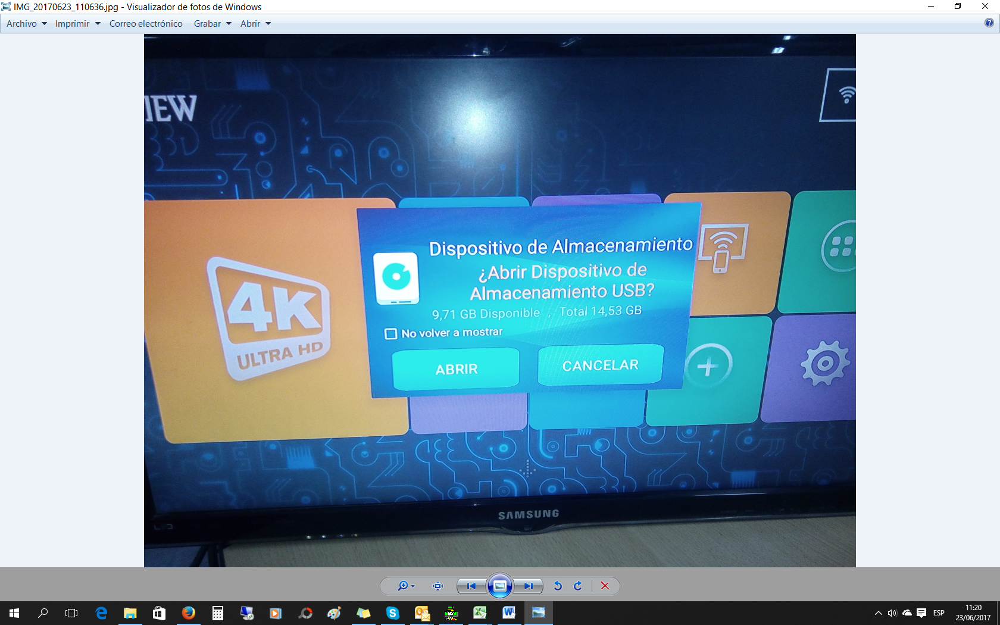 IMG_20170623_110636.jpg - Visualizador de fotos de Windows
Archivo Imprimir Correo electrónico Grabar Abrir
IEW
Dispositivo de Almacenamiento
¿Abrir Dispositivo de
Almacenamiento USB?
9,71 GB Disponible , Total 14,53 GB
No volver a mostrar
ABRIR CANCELAR
4K
ULTRA HD
SAMSUNG
LED
ESP
11:20
23/06/2017